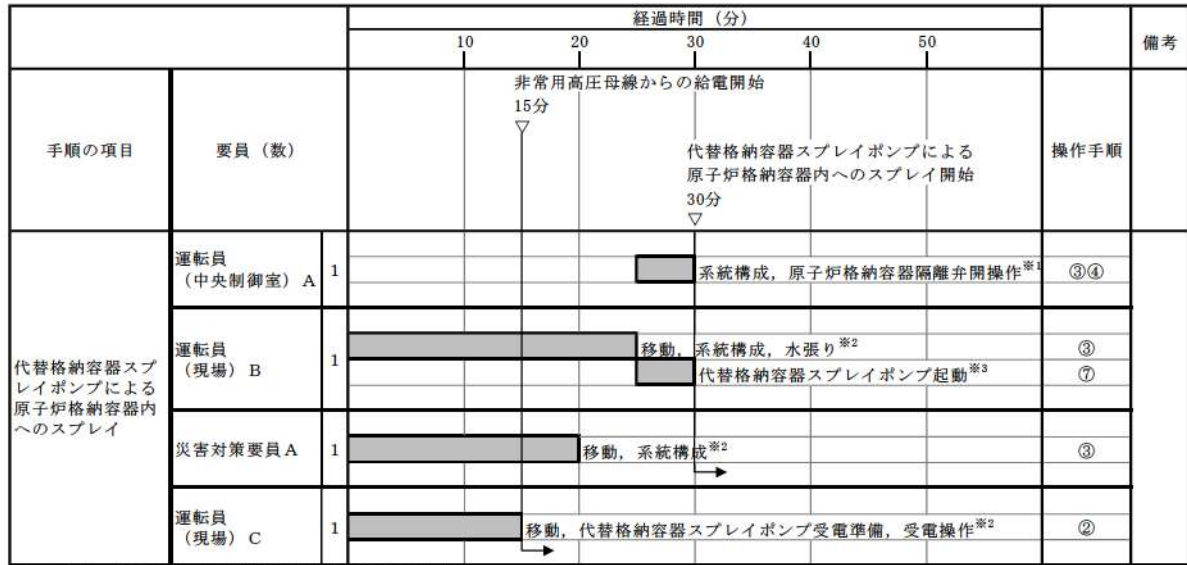 経過時間（分）
備考
10 20 30 40 50
手順の項目
要員（数）
非常用高圧母線からの給電開始
15分
▽
代替格納容器スプレイポンプによる
原子炉格納容器内へのスプレイ開始
30分
▽
操作手順
代替格納容器スプ
レイポンプによる
原子炉格納容器内
へのスプレイ
運転員
（中央制御室）A
1
系統構成，原子炉格納容器隔離弁開操作※1
③④
運転員
（現場）B
1
移動，系統構成，水張り※2
③
代替格納容器スプレイポンプ起動※3
⑦
災害対策要員A
1
移動，系統構成※2
③
運転員
（現場）C
1
移動，代替格納容器スプレイポンプ受電準備，受電操作※2
②